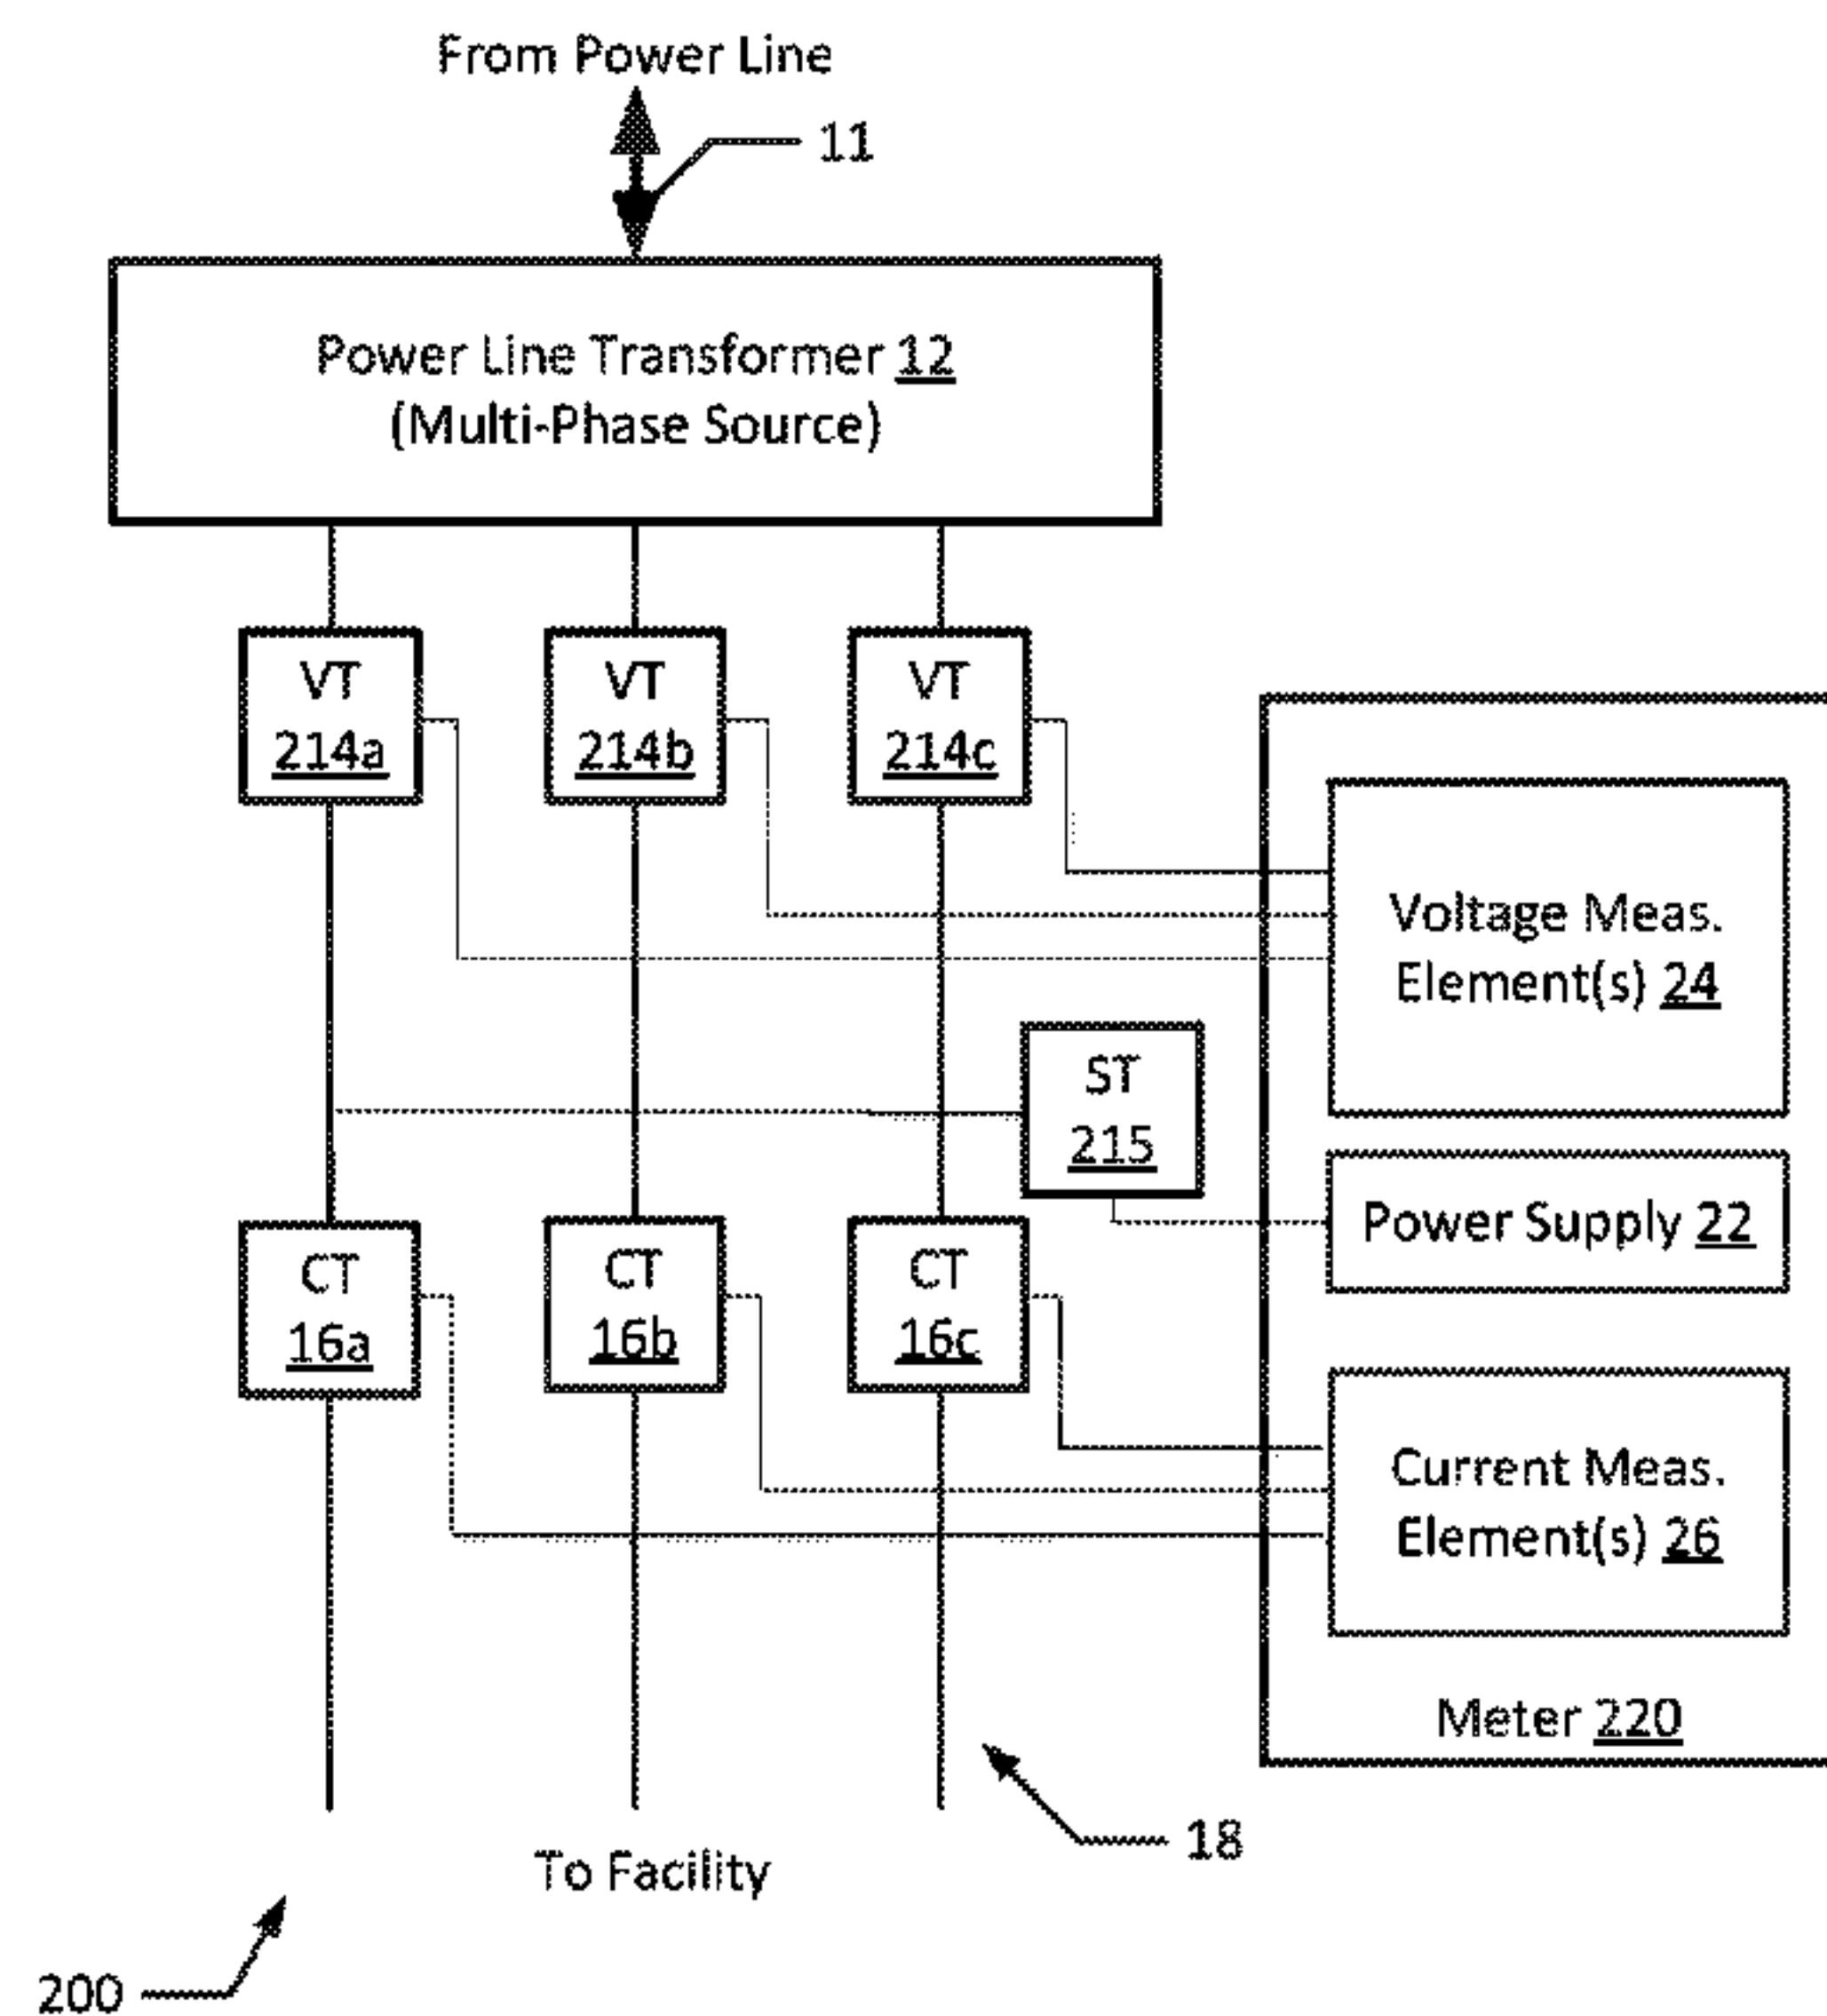 From Power Line
11
Power Line Transformer 12
(Multi-Phase Source)
VT
214a
VT
214b
VT
214c
Voltage Meas.
Element(s) 24
ST
215
Power Supply 22
CT
16a
CT
16b
CT
16c
Current Meas.
Element(s) 26
Meter 220
18
To Facility
200